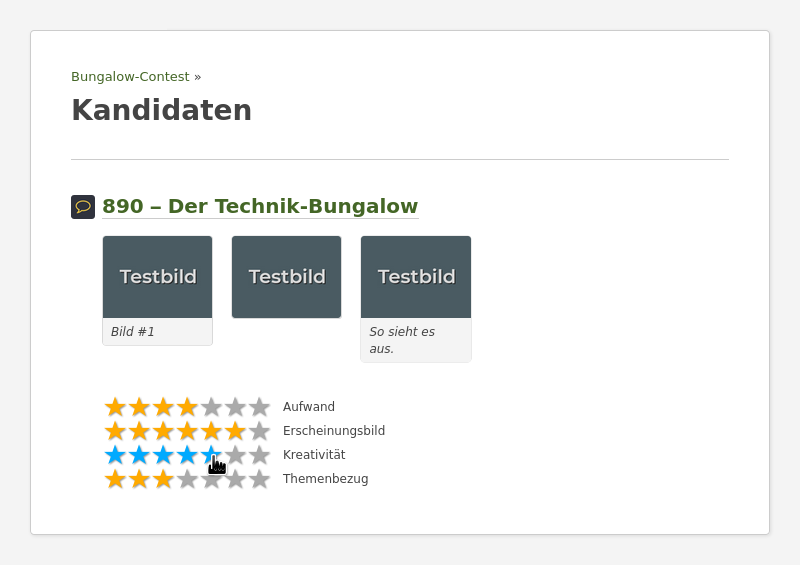 Bungalow-Contest »
Kandidaten
890 – Der Technik-Bungalow
Testbild
Testbild
Testbild
Bild #1
So sieht es
aus.
Aufwand
Erscheinungsbild
Kreativität
Themenbezug